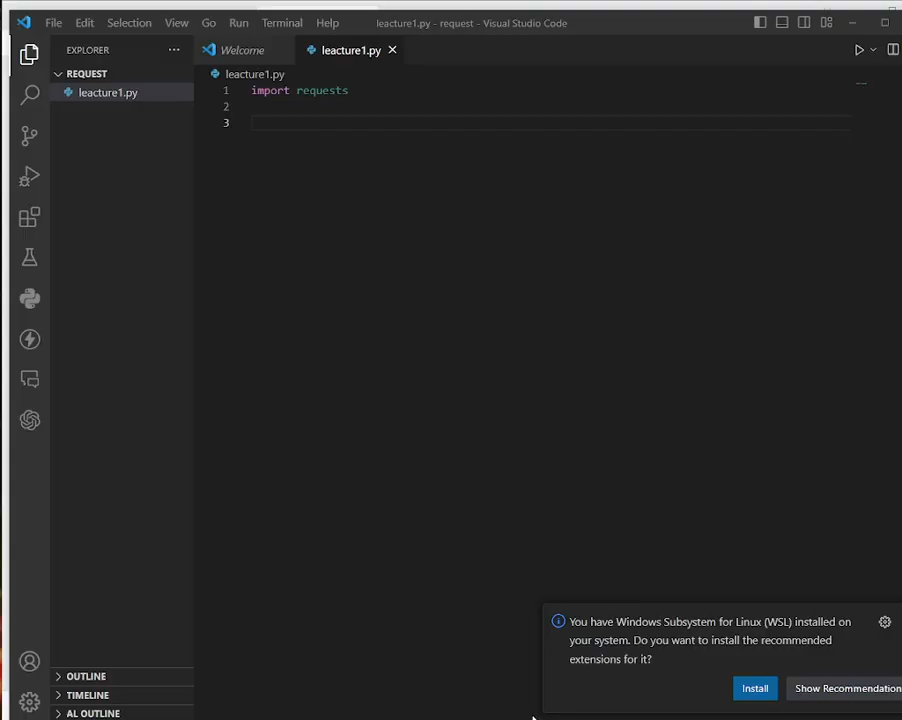 File Edit Selection View Go Run Terminal Help leacture1.py - request - Visual Studio Code
EXPLORER
Welcome
leacture1.py
REQUEST
leacture1.py
leacture1.py
1 import requests
2
3
You have Windows Subsystem for Linux (WSL) installed on
your system. Do you want to install the recommended
extensions for it?
Install
Show Recommendation
OUTLINE
TIMELINE
AL OUTLINE